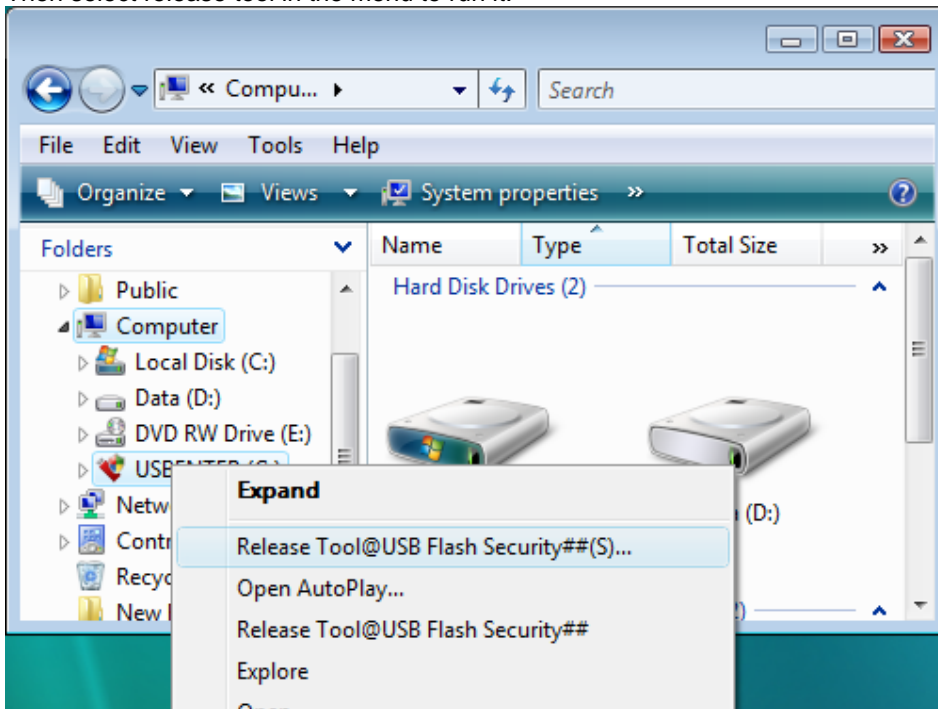 Then select release tool in the menu to run it.
« Compu...
Search
File Edit View Tools Help
Organize Views System properties »
Folders
Name Type Total Size »
Public
Hard Disk Drives (2)
Computer
Local Disk (C:)
Data (D:)
DVD RW Drive (E:)
Expand
(D:)
Release Tool@USB Flash Security##(S)...
Open AutoPlay...
Release Tool@USB Flash Security##
Explore